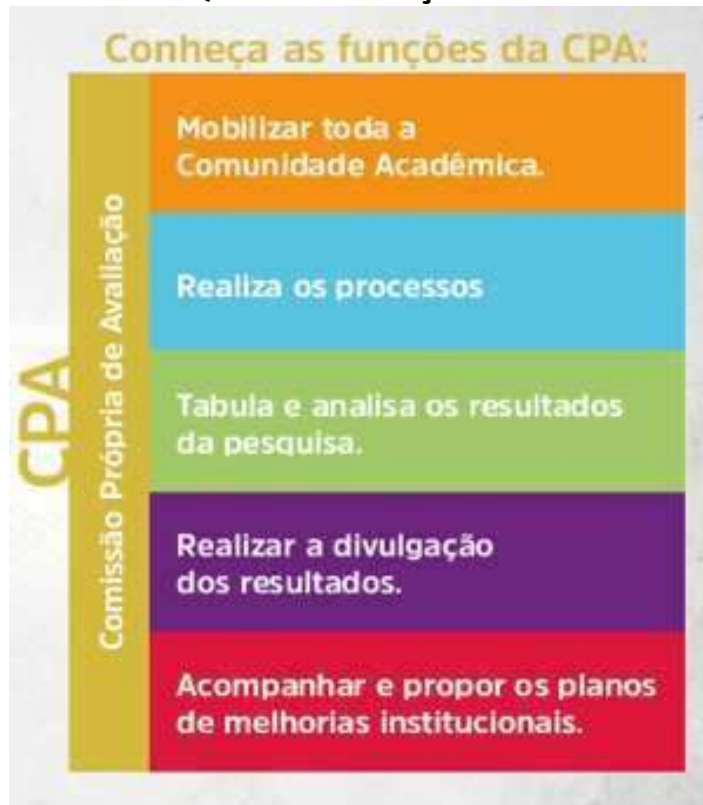 Conheça as funções da CPA:
CPA
Comissão Própria de Avaliação
Mobilizar toda a
Comunidade Acadêmica.
Realiza os processos
Tabula e analisa os resultados
da pesquisa.
Realizar a divulgação
dos resultados.
Acompanhar e propor os planos
de melhorias institucionais.